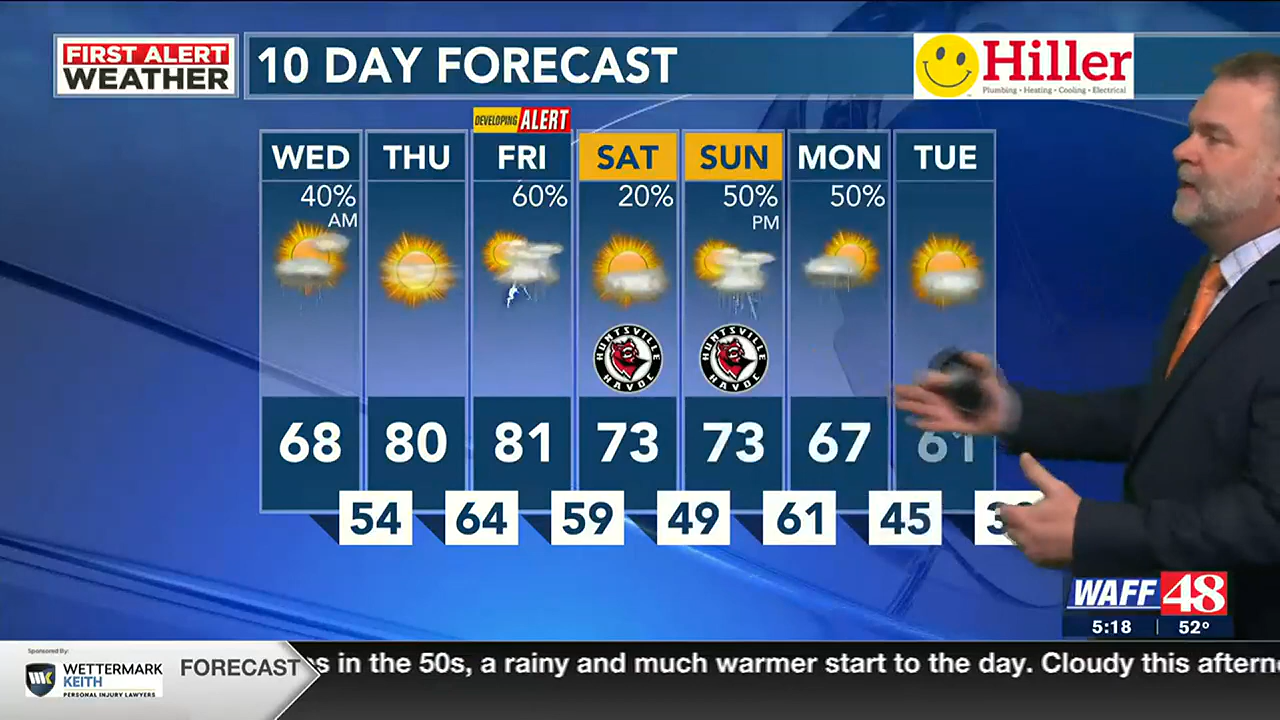 FIRST ALERT
WEATHER
10 DAY FORECAST
Hiller
Plumbing • Heating • Cooling • Electrical
DEVELOPING ALERT
WED THU FRI SAT SUN MON TUE
40% 60% 20% 50% 50%
AM PM
HUNTSVILLE HAVOC HUNTSVILLE HAVOC
68 80 81 73 73 67 61
54 64 59 49 61 45
WAFF 48
5:18 | 52°
Sponsored By:
WETTERMARK
KEITH
PERSONAL INJURY LAWYERS
FORECAST
s in the 50s, a rainy and much warmer start to the day. Cloudy this aftern